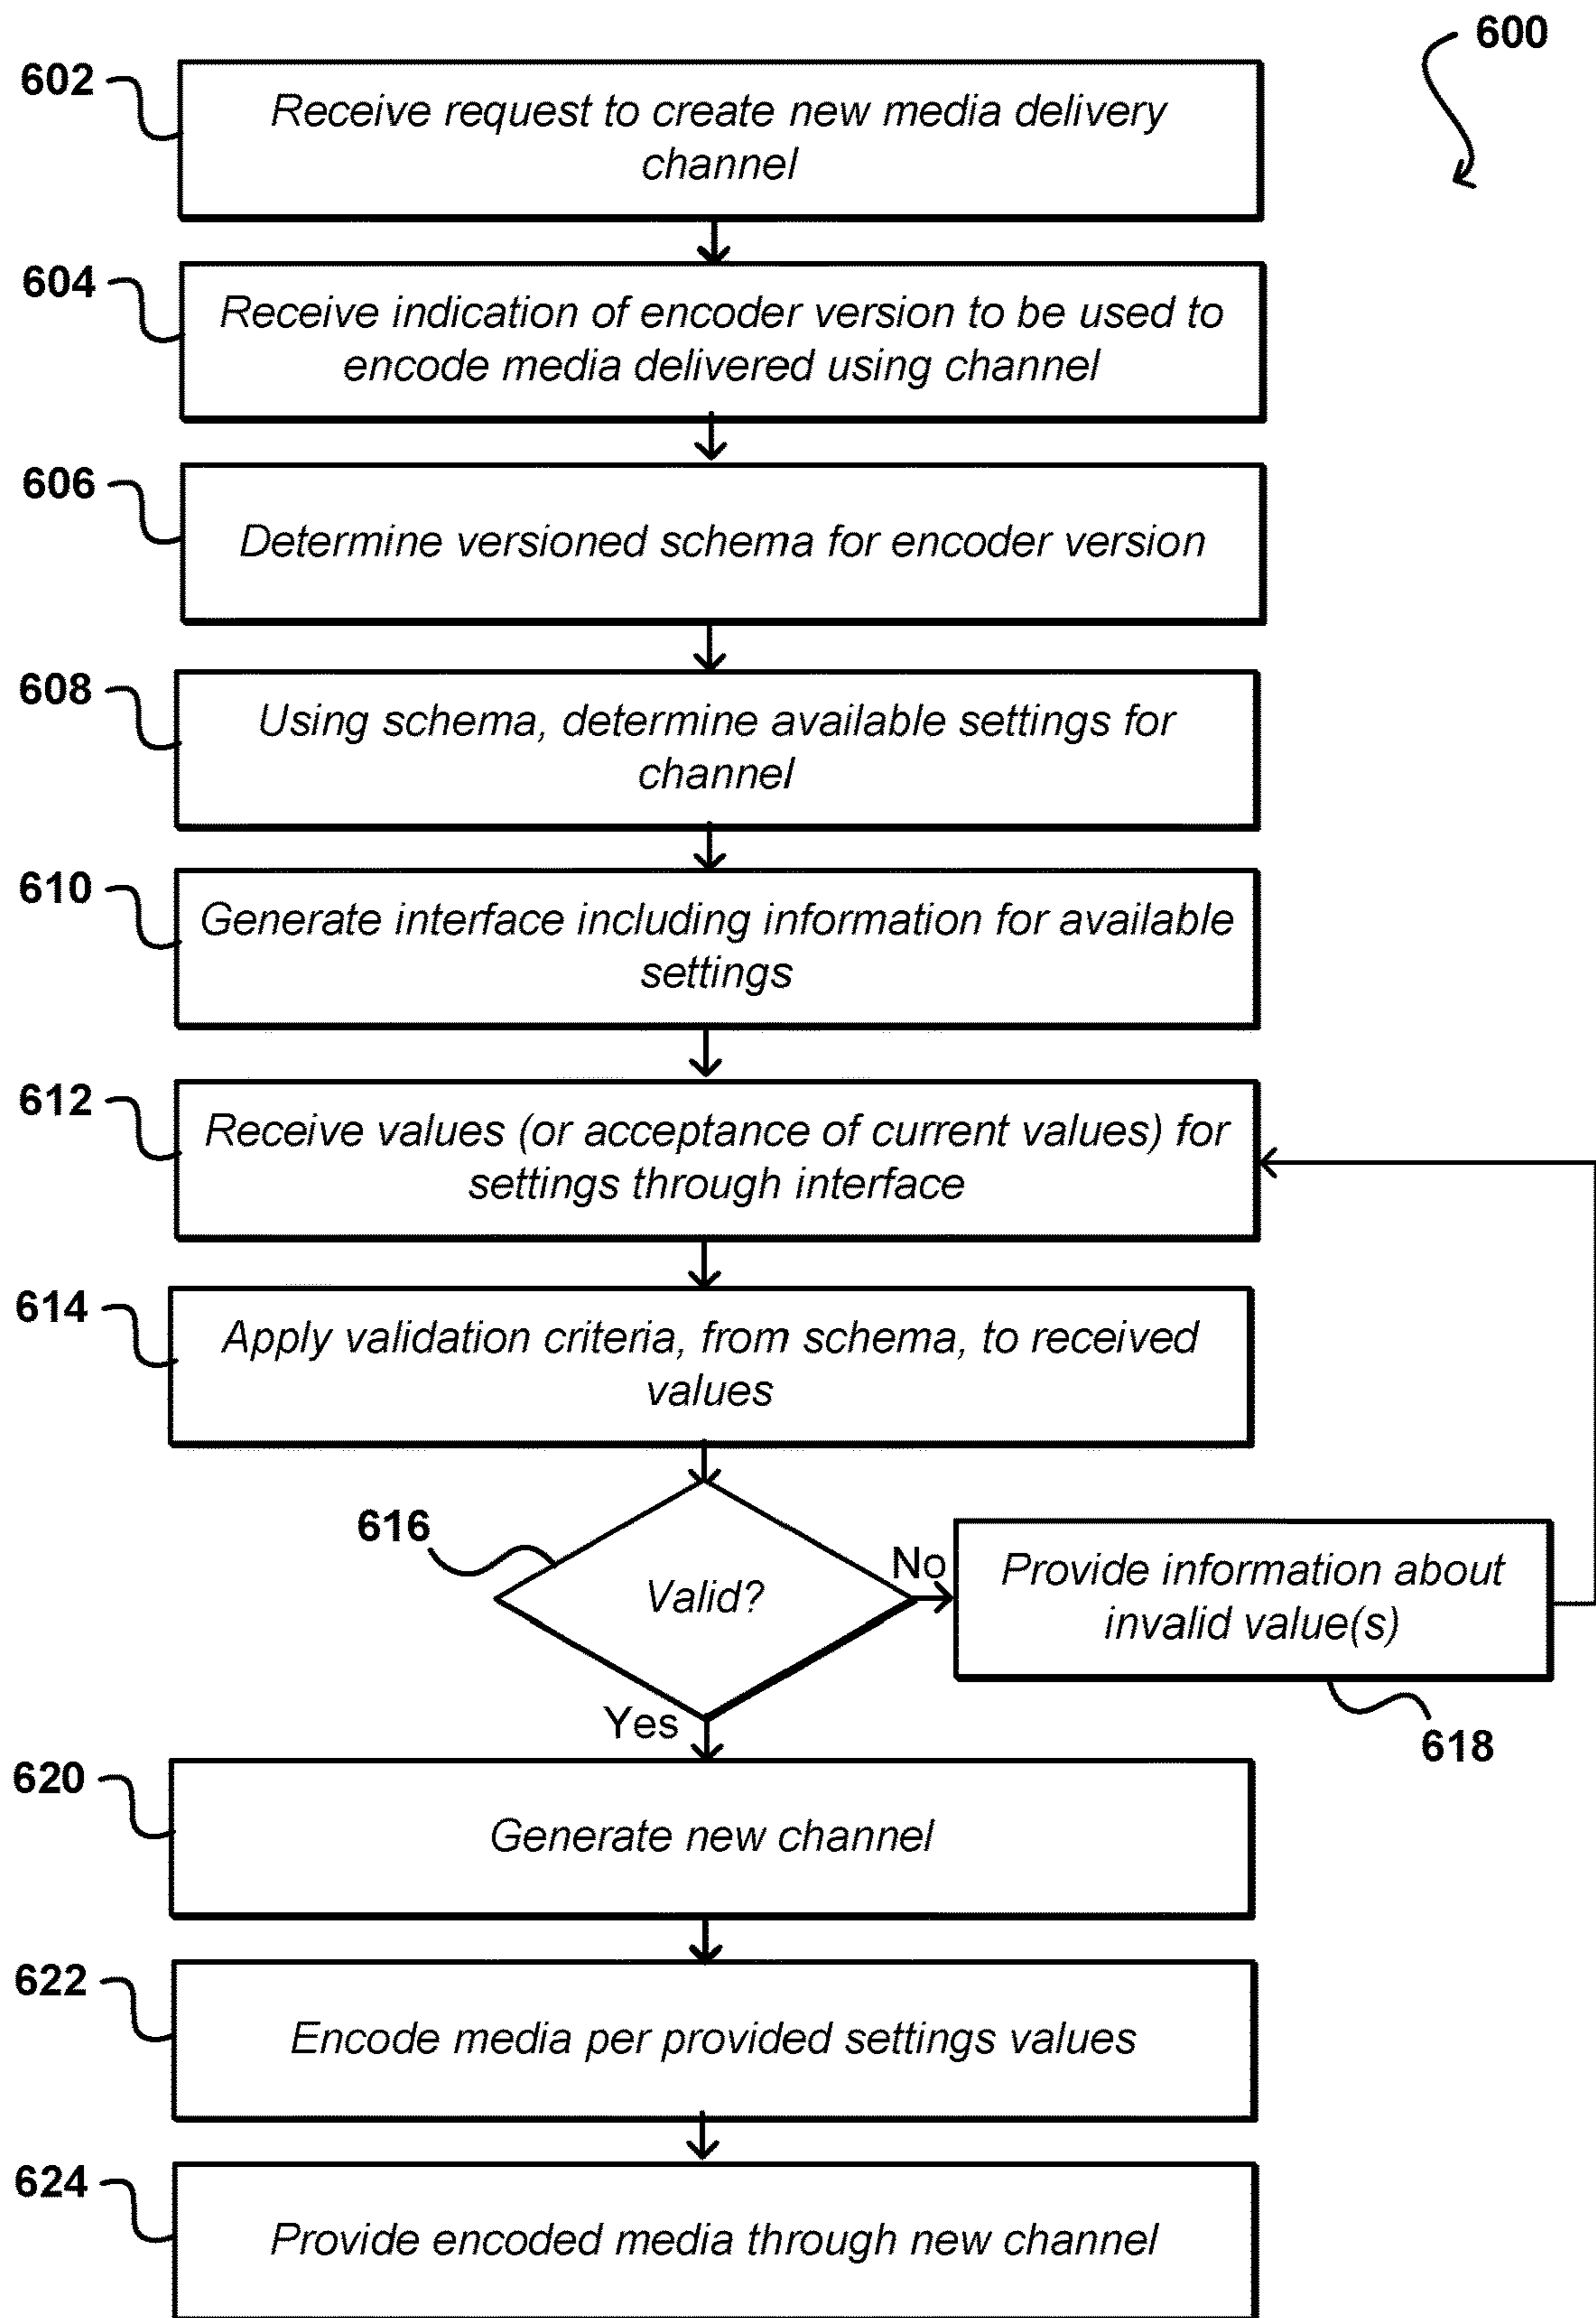 600
602
Receive request to create new media delivery
channel
604
Receive indication of encoder version to be used to
encode media delivered using channel
606
Determine versioned schema for encoder version
608
Using schema, determine available settings for
channel
610
Generate interface including information for available
settings
612
Receive values (or acceptance of current values) for
settings through interface
614
Apply validation criteria, from schema, to received
values
616
Valid?
No
Provide information about
invalid value(s)
618
Yes
620
Generate new channel
622
Encode media per provided settings values
624
Provide encoded media through new channel